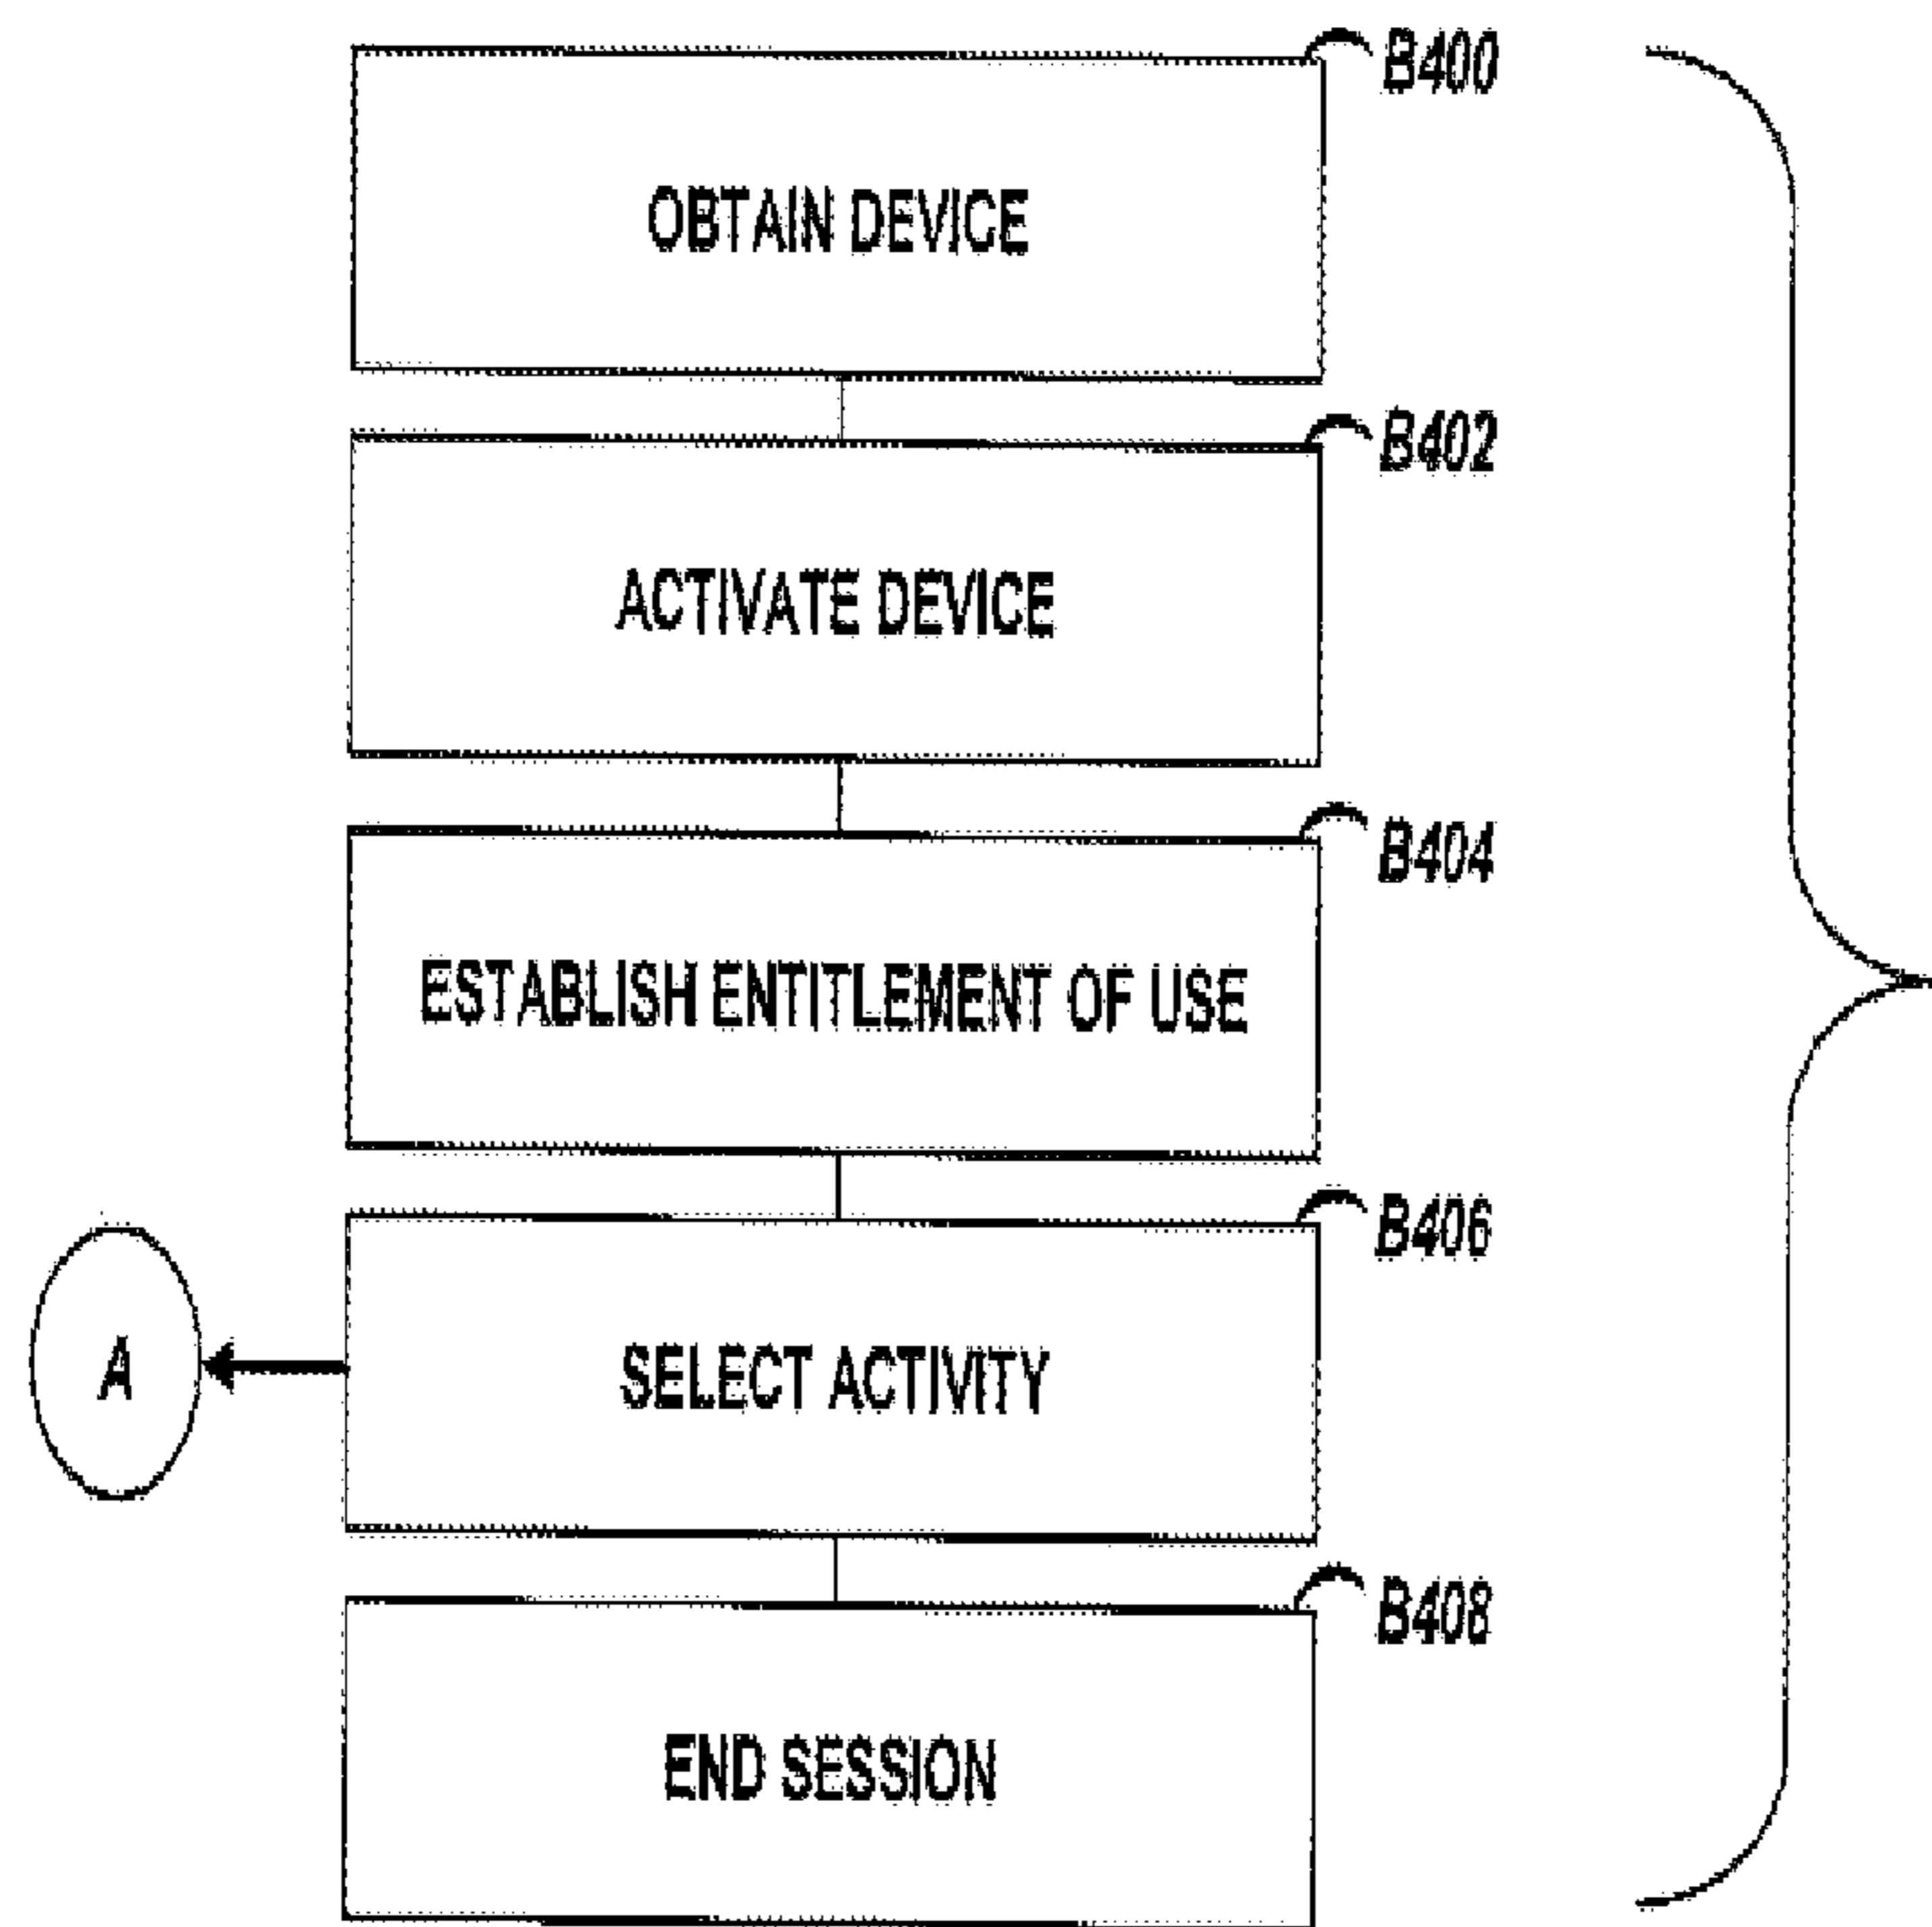 B400
OBTAIN DEVICE
B402
ACTIVATE DEVICE
B404
ESTABLISH ENTITLEMENT OF USE
B406
A
SELECT ACTIVITY
B408
END SESSION